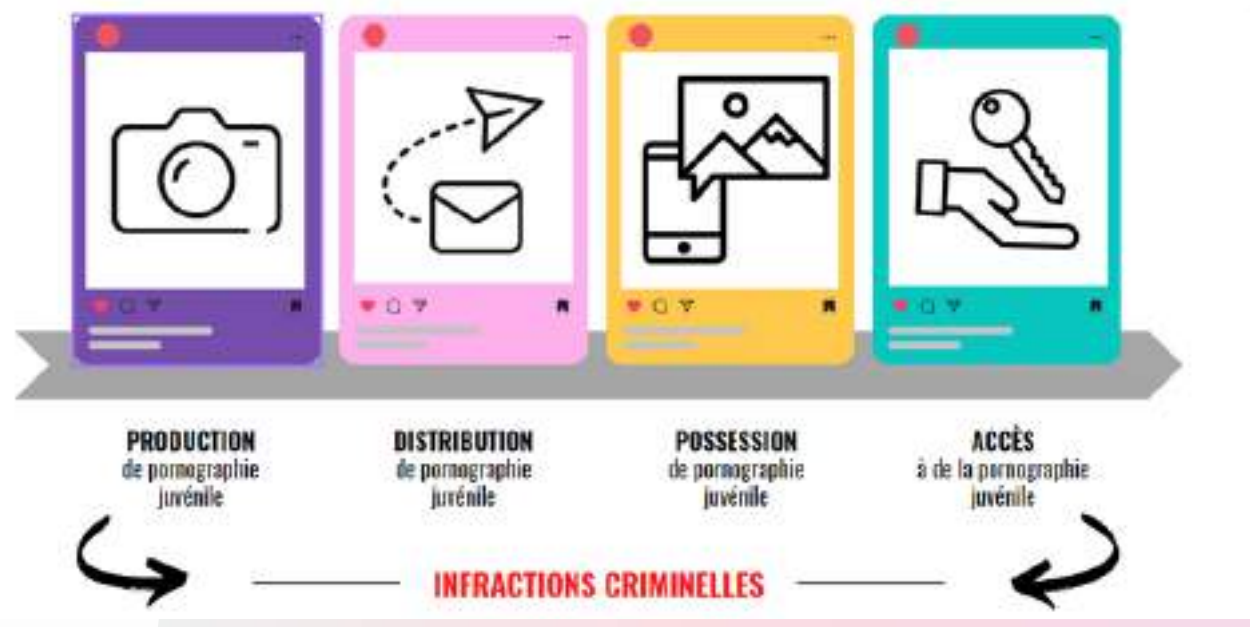 PRODUCTION
de pornographie
juvénile
DISTRIBUTION
de pornographie
juvénile
POSSESSION
de pornographie
juvénile
ACCÈS
à de la pornographie
juvénile
INFRACTIONS CRIMINELLES